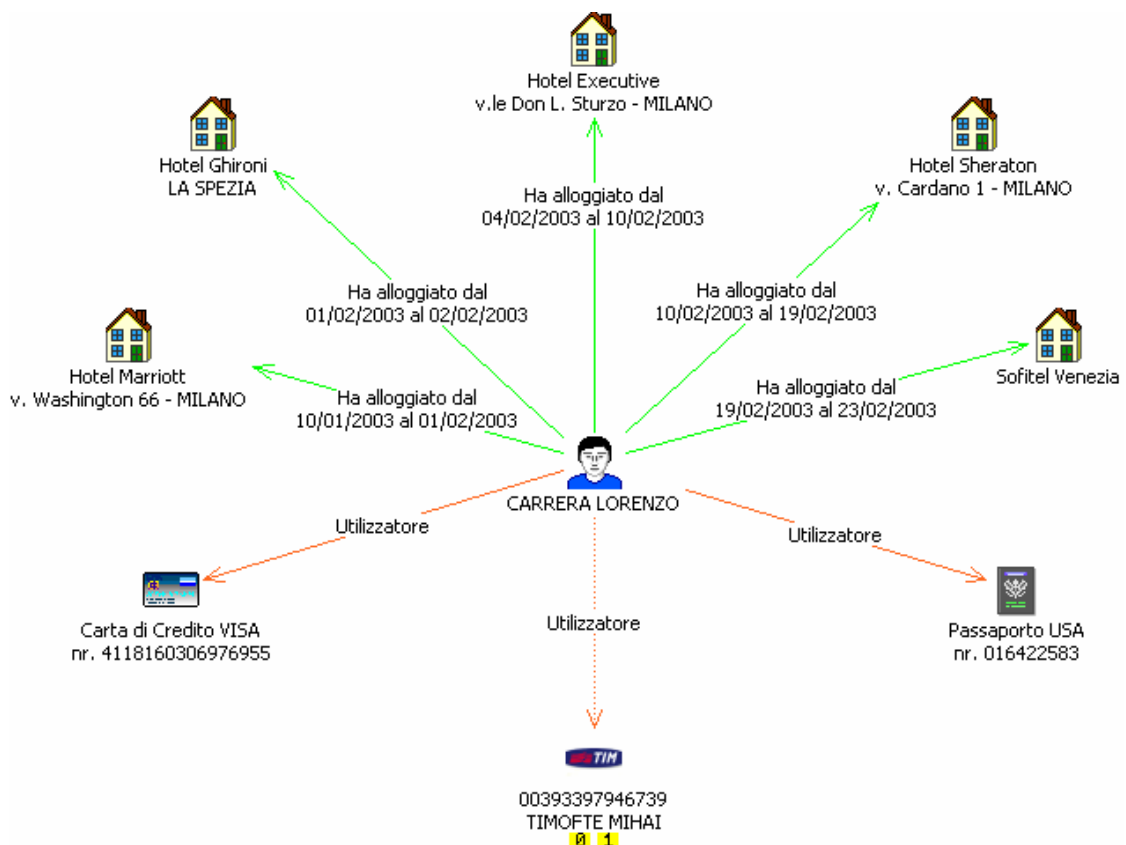 Hotel Executive
v.le Don L. Sturzo - MILANO
Hotel Ghironi
LA SPEZIA
Hotel Sheraton
v. Cardano 1 - MILANO
Ha alloggiato dal
04/02/2003 al 10/02/2003
Ha alloggiato dal
01/02/2003 al 02/02/2003
Ha alloggiato dal
10/02/2003 al 19/02/2003
Hotel Marriott
v. Washington 66 - MILANO
Ha alloggiato dal
10/01/2003 al 01/02/2003
Ha alloggiato dal
19/02/2003 al 23/02/2003
Sofitel Venezia
CARRERA LORENZO
Utilizzatore
Utilizzatore
Utilizzatore
Carta di Credito VISA
nr. 4118160306976955
Passaporto USA
nr. 016422583
TIM
00393397946739
TIMOFTE MIHAI
0 1